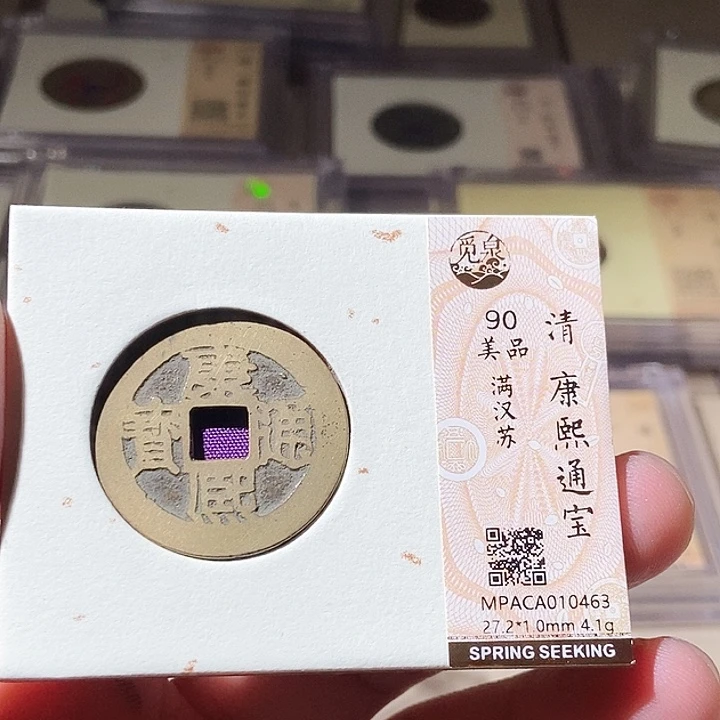 觅泉
清 康熙通宝
90
美品
满汉苏
康熙通寶
MPACA010463
27.2*1.0mm 4.1g
SPRING SEEKING